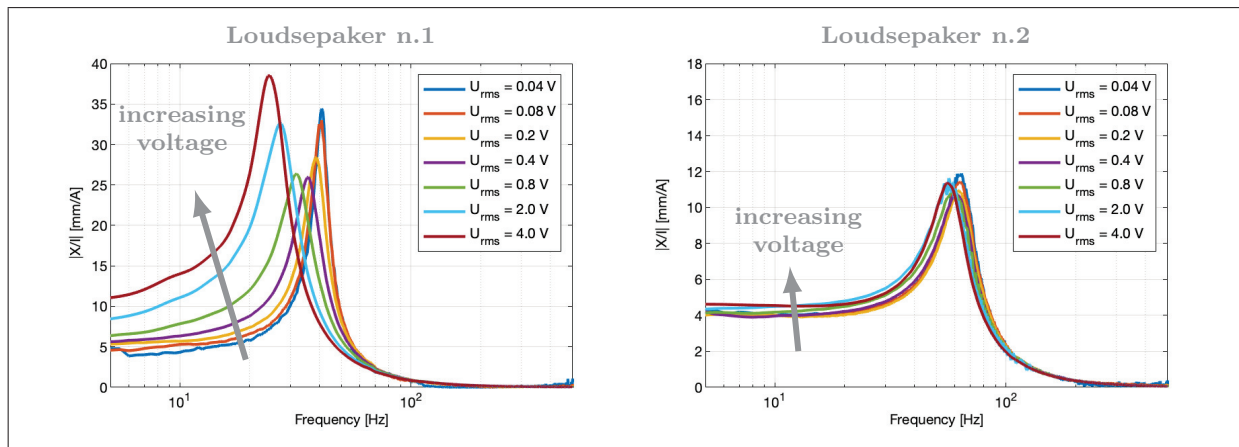 Loudsepaker n.1
40
35
30
25
20
15
10
5
0
|X/I| [mm/A]
increasing
voltage
U_rms = 0.04 V
U_rms = 0.08 V
U_rms = 0.2 V
U_rms = 0.4 V
U_rms = 0.8 V
U_rms = 2.0 V
U_rms = 4.0 V
10^1
10^2
Frequency [Hz]
Loudsepaker n.2
18
16
14
12
10
8
6
4
2
0
|X/I| [mm/A]
increasing
voltage
U_rms = 0.04 V
U_rms = 0.08 V
U_rms = 0.2 V
U_rms = 0.4 V
U_rms = 0.8 V
U_rms = 2.0 V
U_rms = 4.0 V
10^1
10^2
Frequency [Hz]